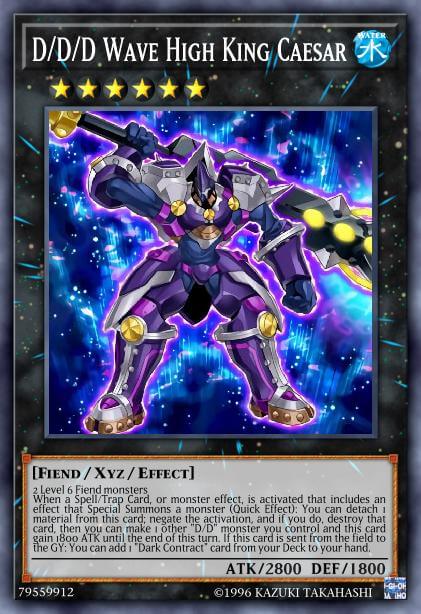 D/D/D Wave High King Caesar
WATER
水
[Fiend / Xyz / Effect]
2 Level 6 Fiend monsters
When a Spell/Trap Card, or monster effect, is activated that includes an
effect that Special Summons a monster (Quick Effect): You can detach 1
material from this card; negate the activation, and if you do, destroy that
card, then you can make 1 other "D/D" monster you control and this card
gain 1800 ATK until the end of this turn. If this card is sent from the field to
the GY: You can add 1 "Dark Contract" card from your Deck to your hand.
ATK/2800 DEF/1800
79559912
©1996 KAZUKI TAKAHASHI